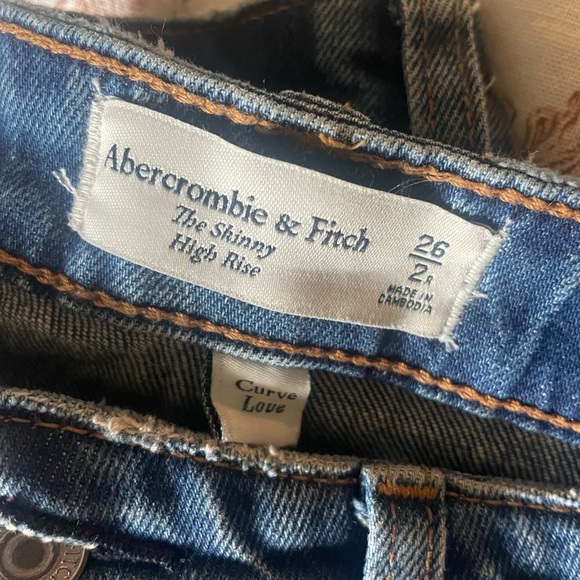 Abercrombie & Fitch
The Skinny
High Rise
26
2R
MADE IN
CAMBODIA
Curve
Love